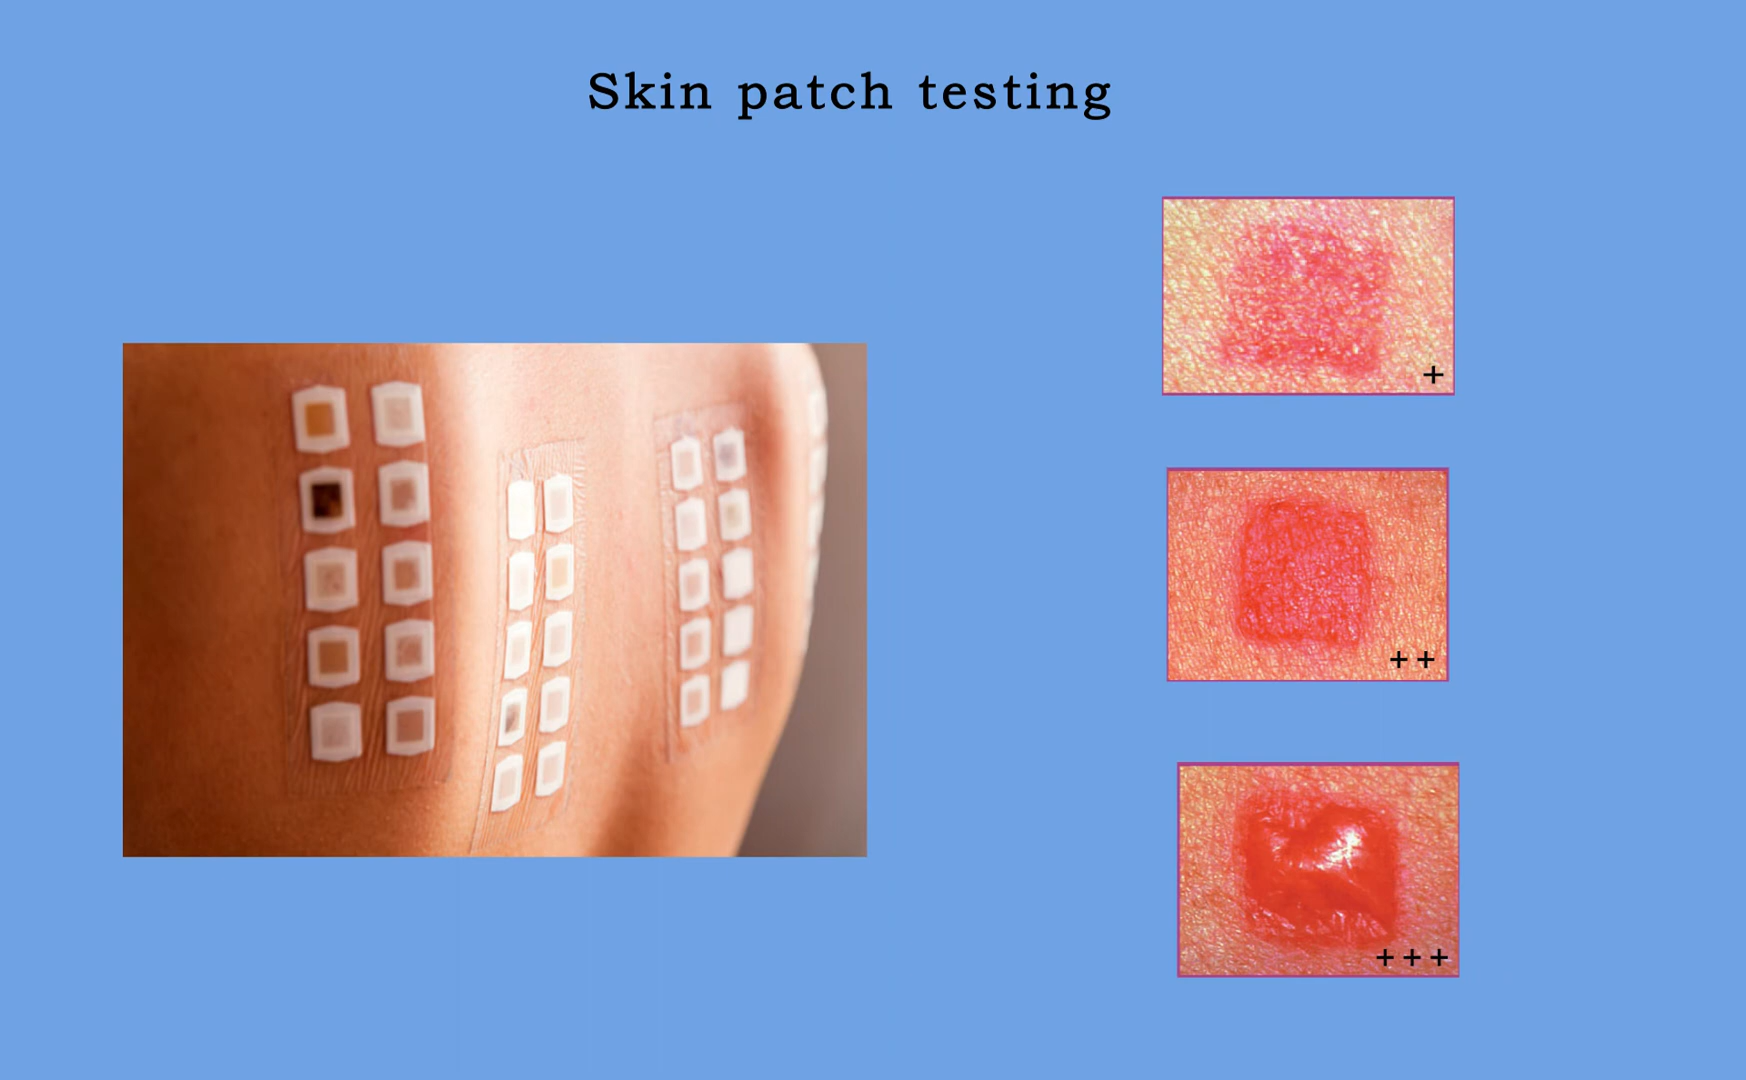 Skin patch testing
+
+ +
+ + +